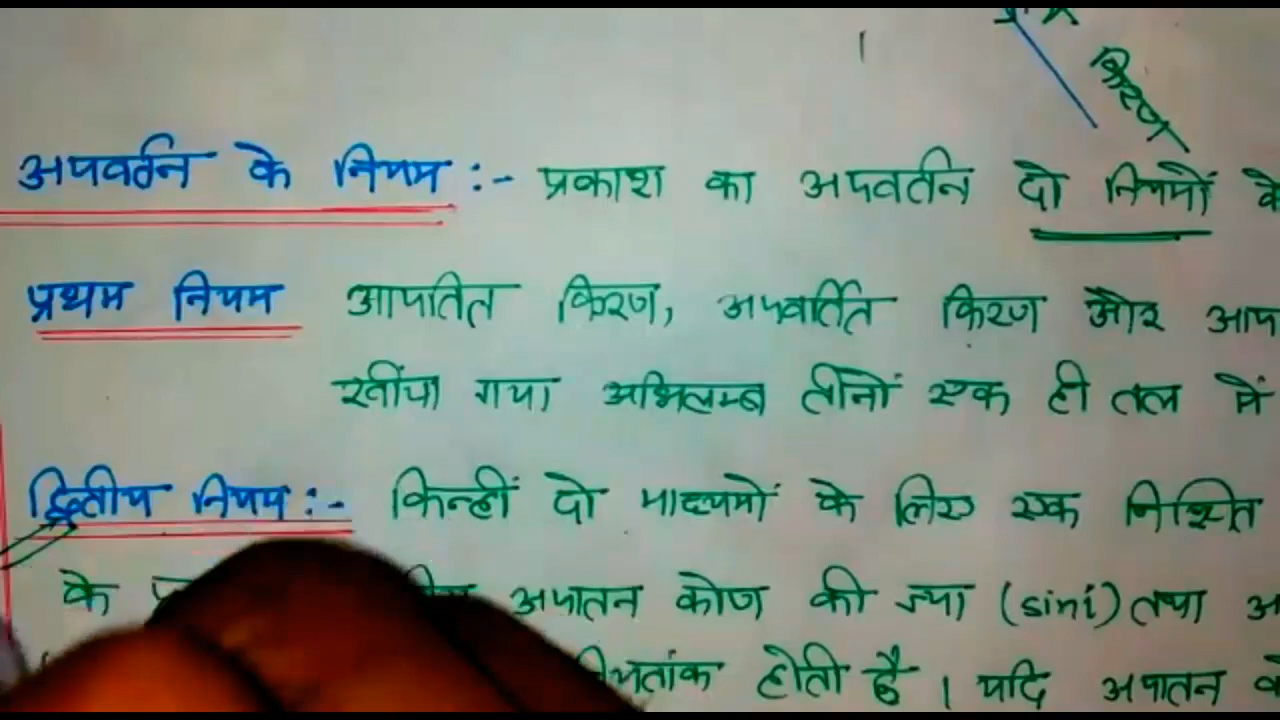 किरण
अपवर्तन के नियम :- प्रकाश का अपवर्तन दो नियमों के
प्रथम नियम आपतित किरण, अपवर्तित किरण और आप
खींचा गया अभिलम्ब तीनों एक ही तल में
द्वितीय नियम :- किन्हीं दो माध्यमों के लिए एक निश्चित
के अपातन कोण की ज्या (sini) तथा अ
होती है । यदि अपातन को